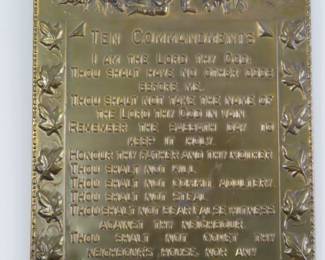 TEN COMMANDMENTS
I AM THE LORD THY GOD.
THOU SHALT HAVE NO OTHER GODS
BEFORE ME.
THOU SHALT NOT TAKE THE NAME OF
THE LORD THY GOD IN VAIN
REMEMBER THE SABBATH DAY TO
KEEP IT HOLY.
HONOUR THY FATHER AND THY MOTHER
THOU SHALT NOT KILL
THOU SHALT NOT COMMIT ADULTERY
THOU SHALT NOT STEAL
THOU SHALT NOT BEAR FALSE WITNESS
AGAINST THY NEIGHBOUR.
THOU SHALT NOT COVET THY
NEIGHBOUR'S HOUSE, NOR ANY